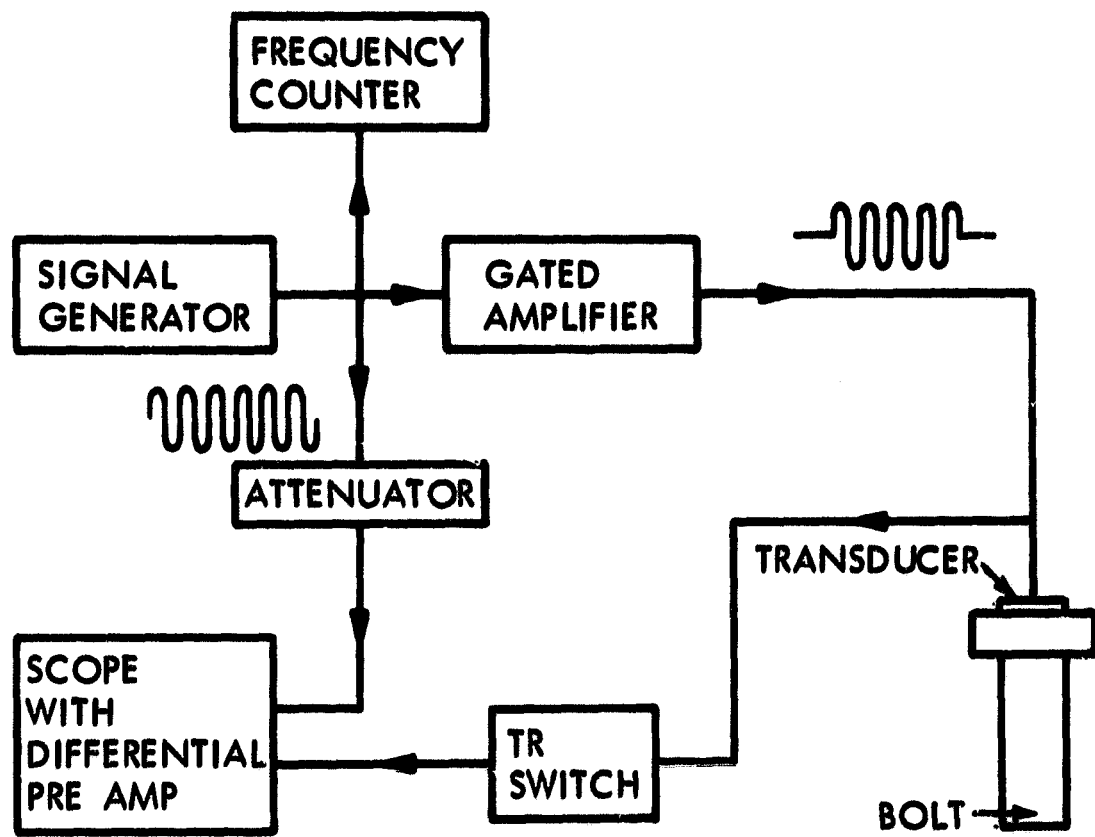 FREQUENCY
COUNTER
SIGNAL
GENERATOR
GATED
AMPLIFIER
ATTENUATOR
TRANSDUCER
SCOPE
WITH
DIFFERENTIAL
PRE AMP
TR
SWITCH
BOLT